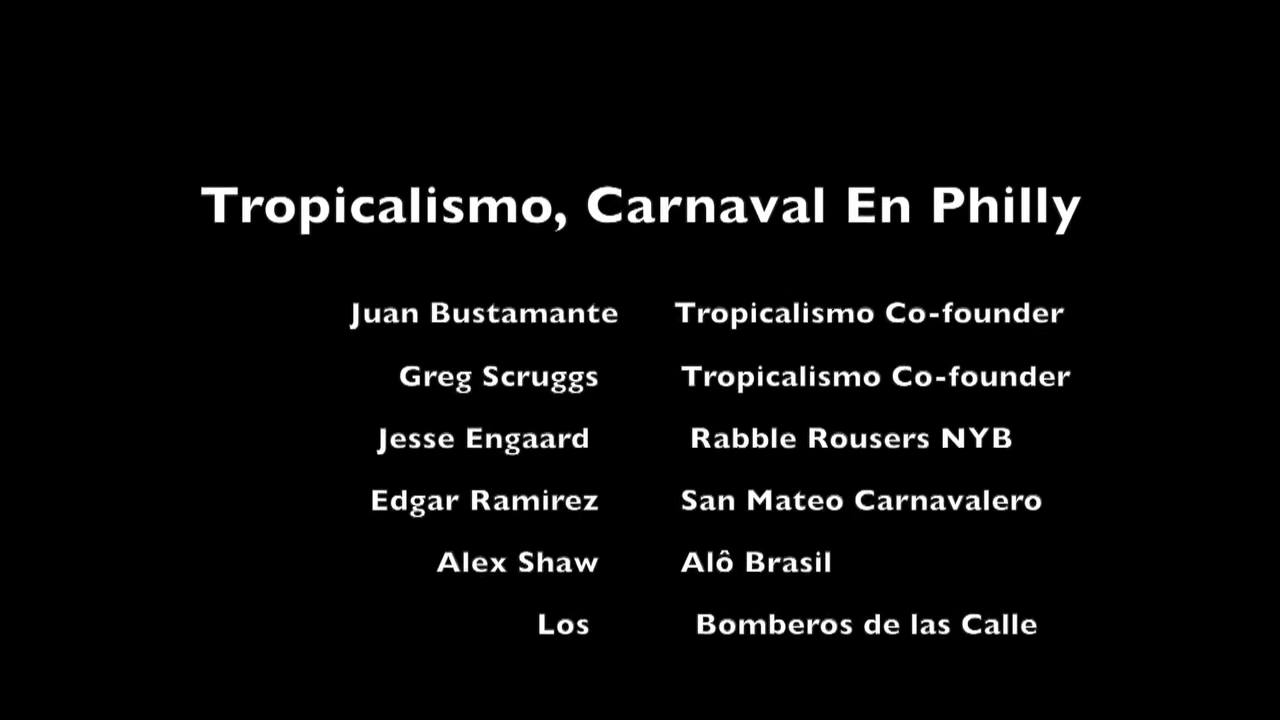 Tropicalismo, Carnaval En Philly
Juan Bustamante Tropicalismo Co-founder
Greg Scruggs Tropicalismo Co-founder
Jesse Engaard Rabble Rousers NYB
Edgar Ramirez San Mateo Carnavalero
Alex Shaw Alô Brasil
Los Bomberos de las Calle